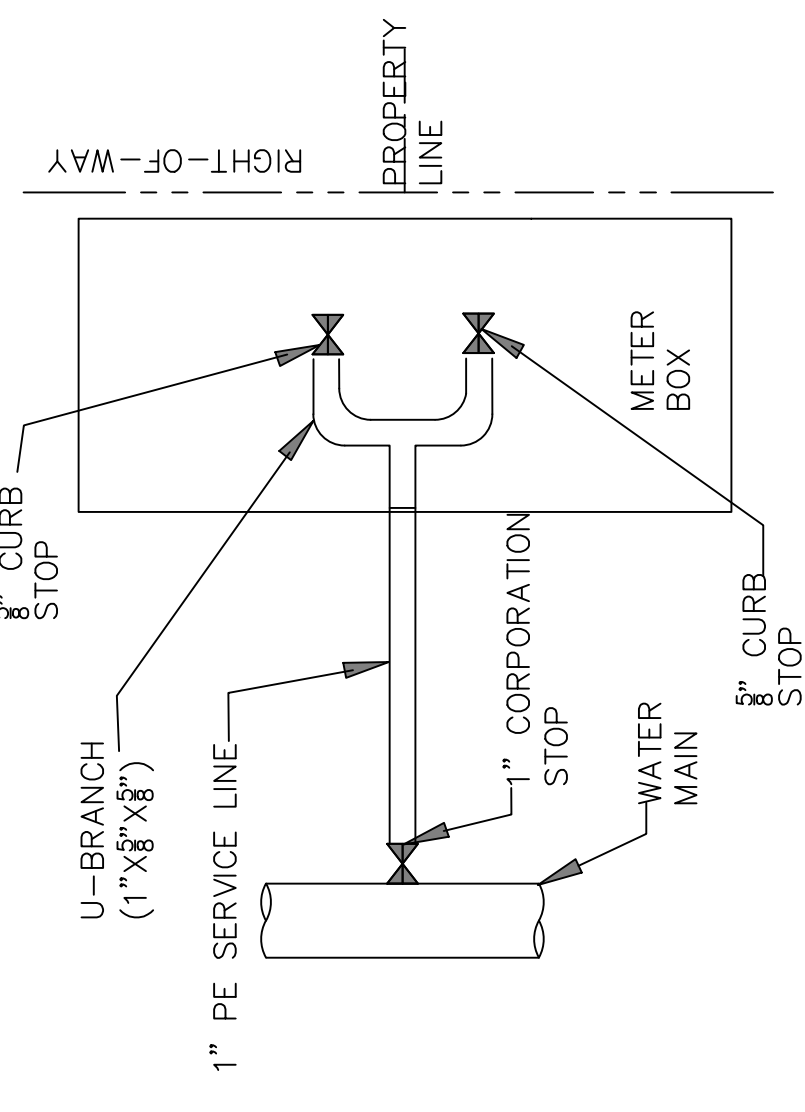 RIGHT-OF-WAY
PROPERTY
LINE
5/8" CURB
STOP
METER
BOX
U-BRANCH
(1"X5/8"X5/8")
1" PE SERVICE LINE
1" CORPORATION
STOP
WATER
MAIN
5/8" CURB
STOP